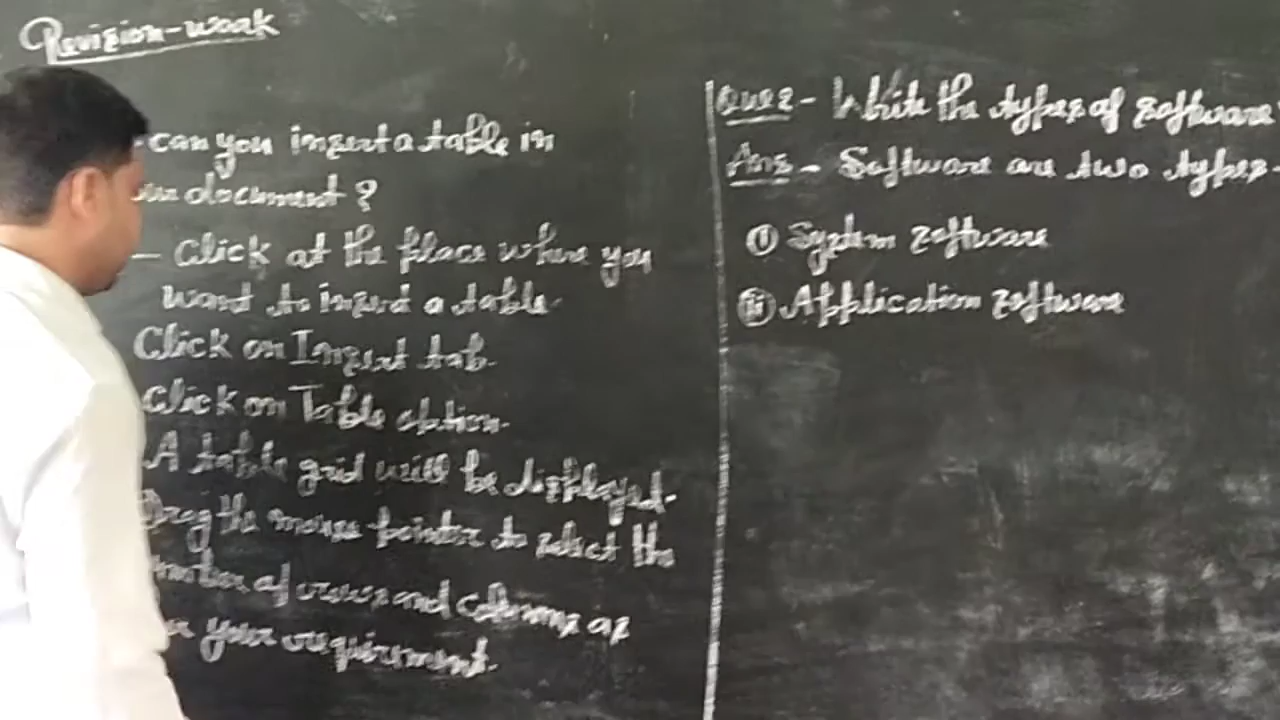 Revision-work
can you insert a table in
document ?
- Click at the place where you
want to insert a table.
Click on Insert tab.
Click on Table option.
A table grid will be displayed.
Drag the mouse pointer to select the
of rows and columns as
your requirement.
Que2- Write the types of software
Ans- Software are two types-
(i) System software
(ii) Application software